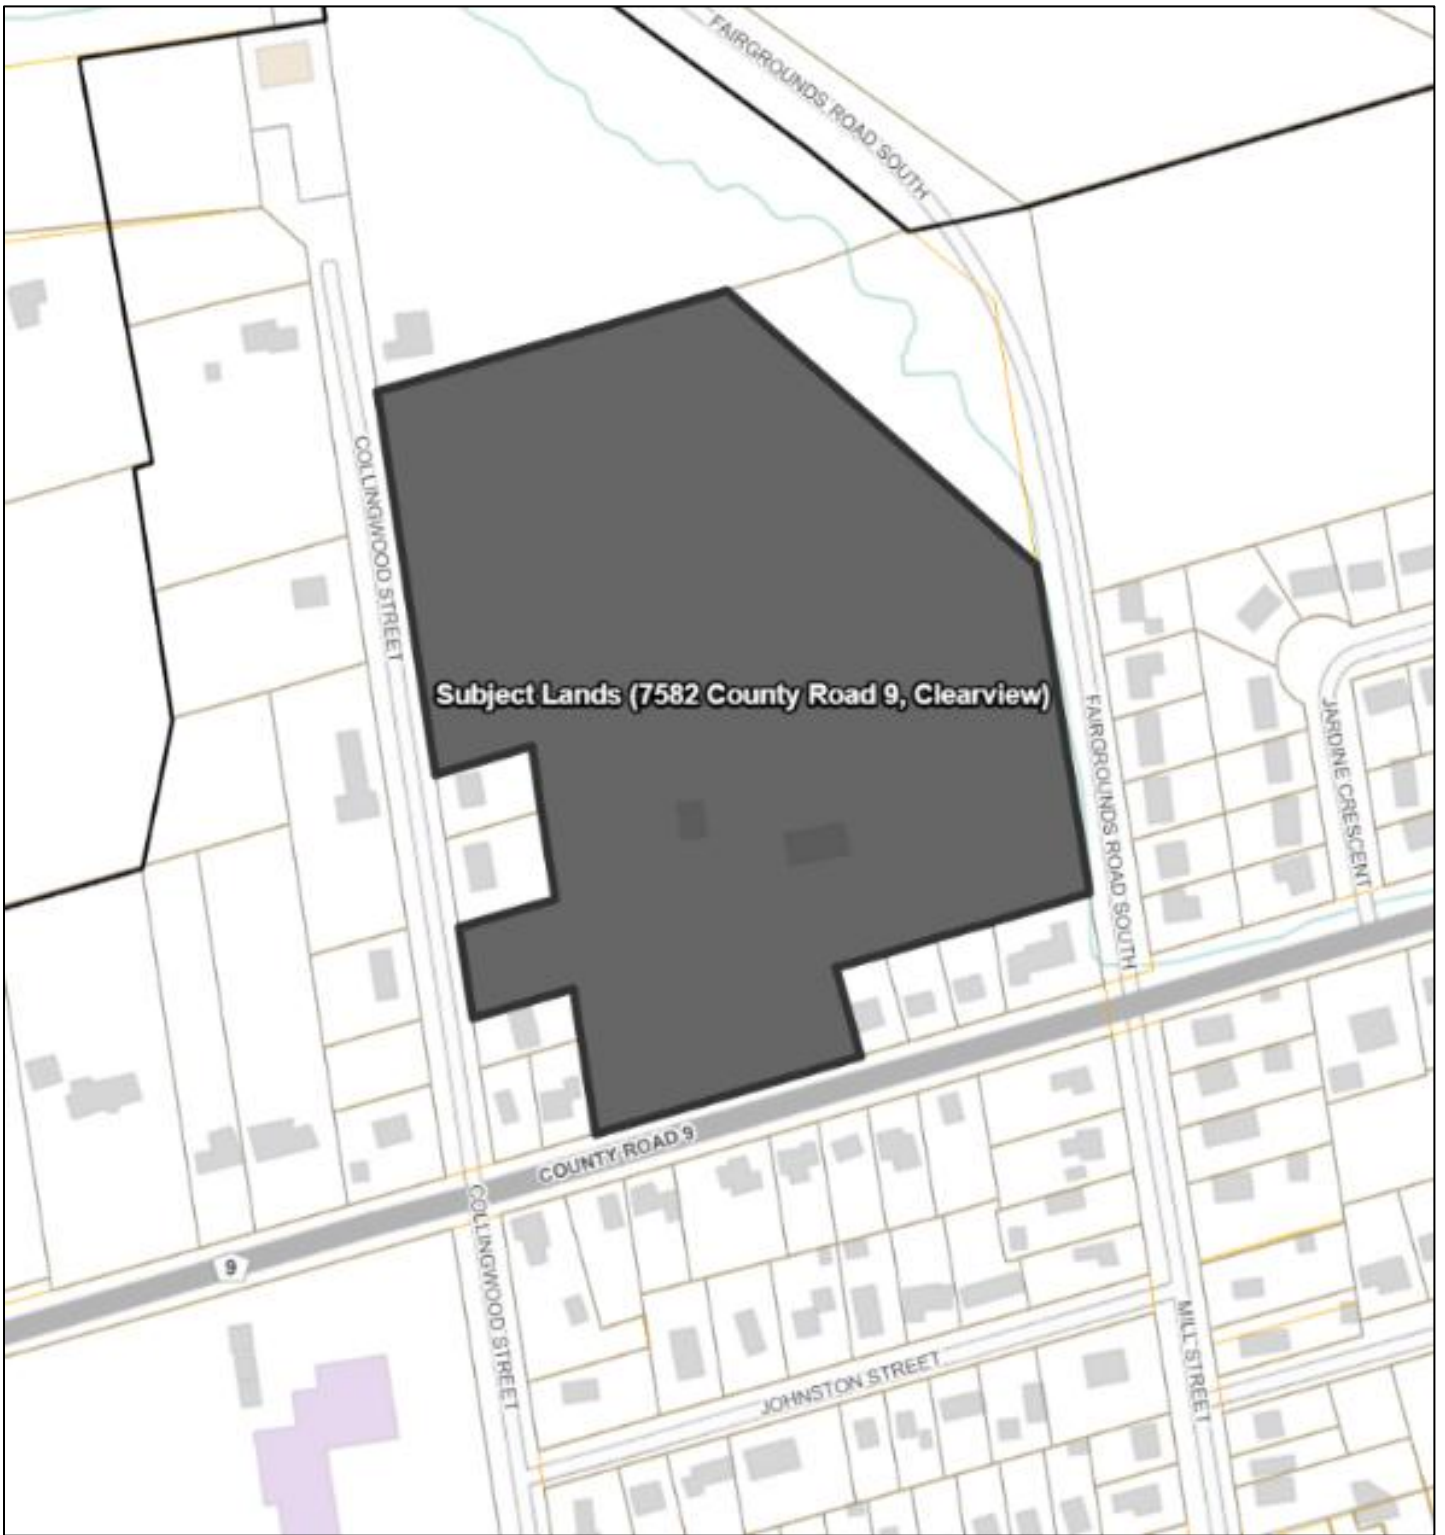 FAIRGROUNDS ROAD SOUTH
COLLINGWOOD STREET
Subject Lands (7582 County Road 9, Clearview)
FAIRGROUNDS ROAD SOUTH
JARDINE CRESCENT
COUNTY ROAD 9
9
COLLINGWOOD STREET
MILL STREET
JOHNSTON STREET